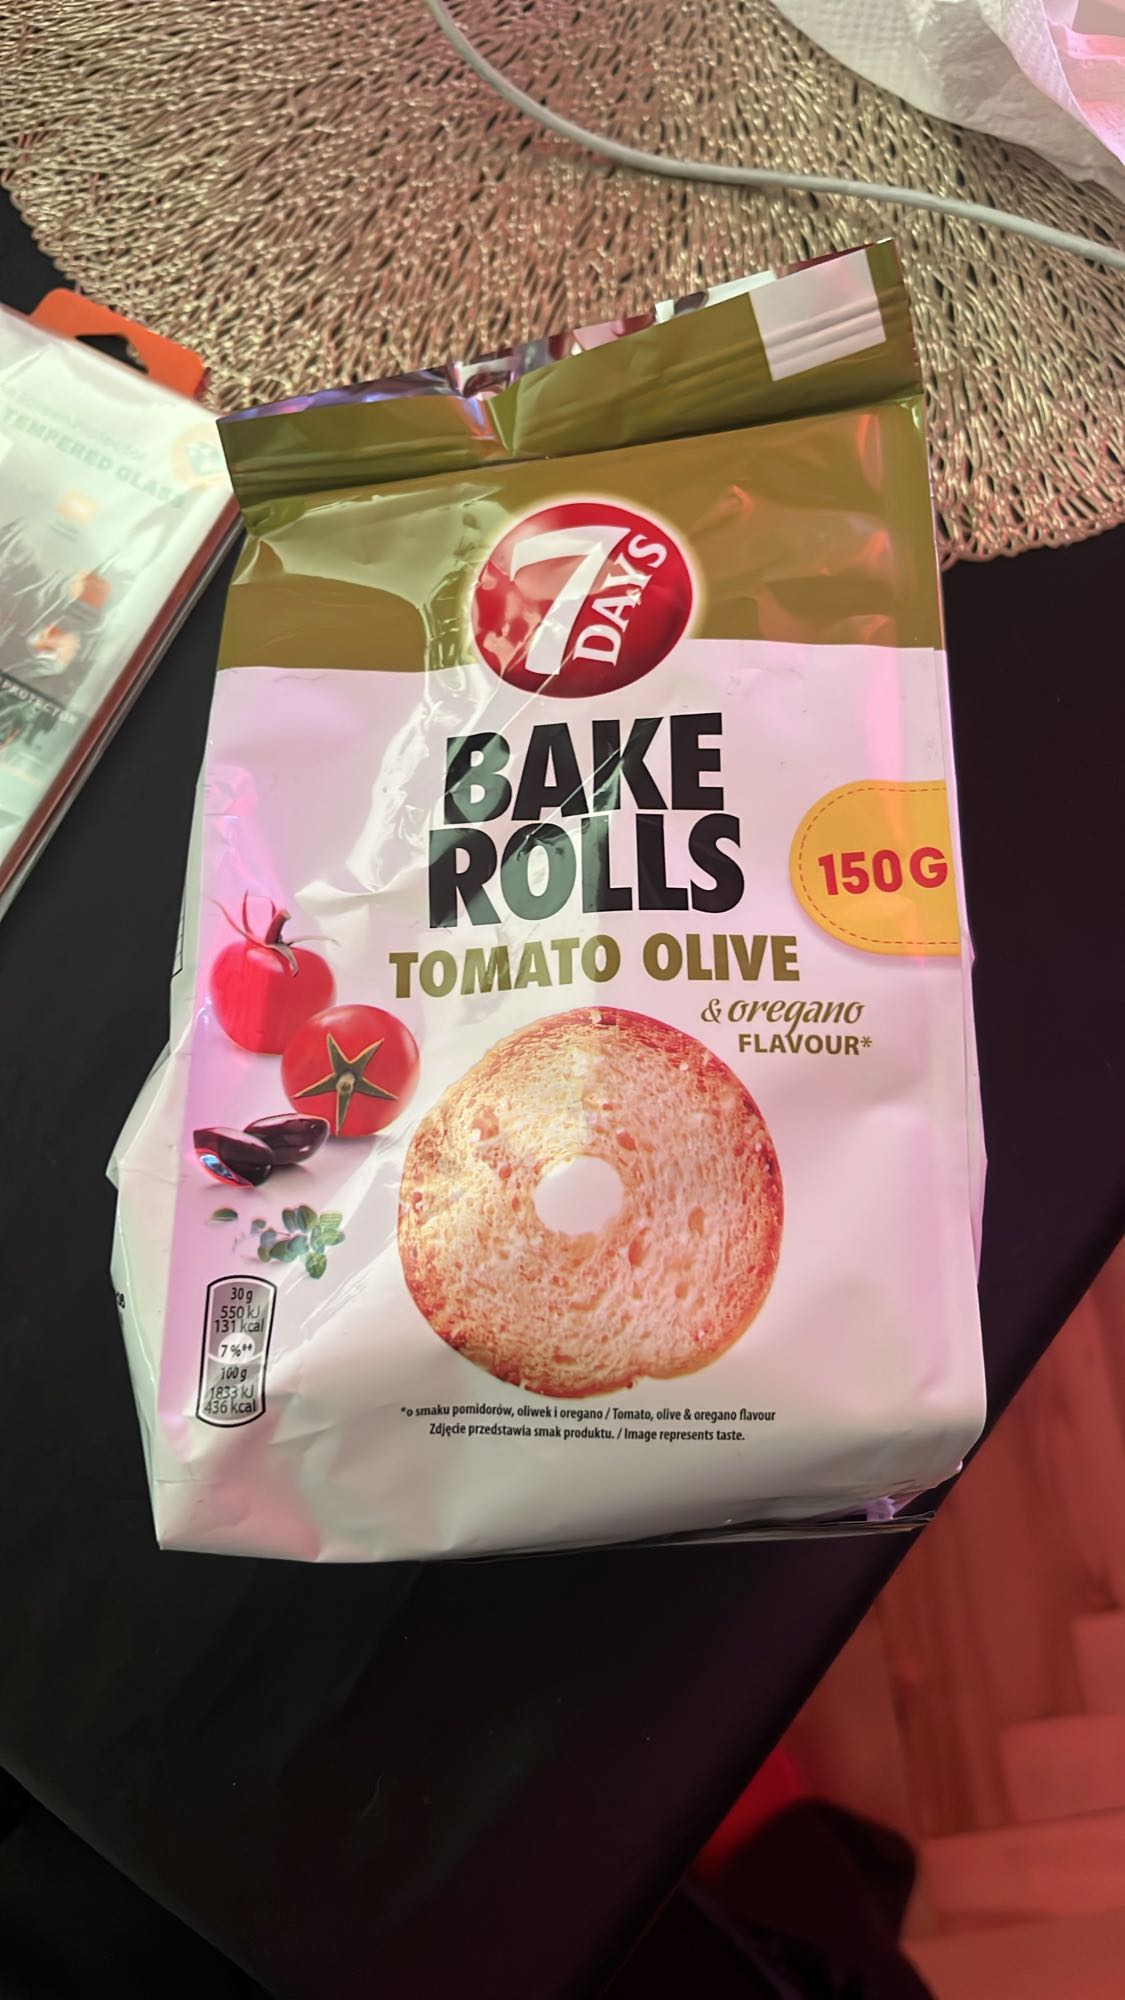 TEMPERED GLASS
PROTECTOR
7
DAYS
BAKE
ROLLS
150G
TOMATO OLIVE
& oregano
FLAVOUR*
30 g
550 kJ
131 kcal
7 %**
100 g
1833 kJ
436 kcal
*o smaku pomidorów, oliwek i oregano / Tomato, olive & oregano flavour
Zdjęcie przedstawia smak produktu. / Image represents taste.